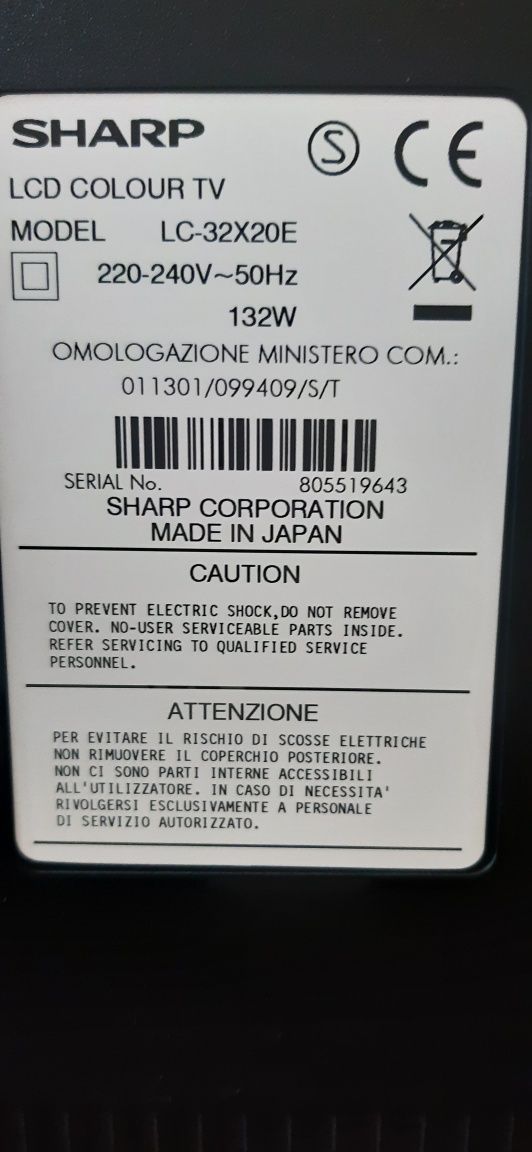 SHARP
S
CE
LCD COLOUR TV
MODEL LC-32X20E
220-240V~50Hz
132W
OMOLOGAZIONE MINISTERO COM.:
011301/099409/S/T
SERIAL No. 805519643
SHARP CORPORATION
MADE IN JAPAN
CAUTION
TO PREVENT ELECTRIC SHOCK,DO NOT REMOVE
COVER. NO-USER SERVICEABLE PARTS INSIDE.
REFER SERVICING TO QUALIFIED SERVICE
PERSONNEL.
ATTENZIONE
PER EVITARE IL RISCHIO DI SCOSSE ELETTRICHE
NON RIMUOVERE IL COPERCHIO POSTERIORE.
NON CI SONO PARTI INTERNE ACCESSIBILI
ALL'UTILIZZATORE. IN CASO DI NECESSITA'
RIVOLGERSI ESCLUSIVAMENTE A PERSONALE
DI SERVIZIO AUTORIZZATO.